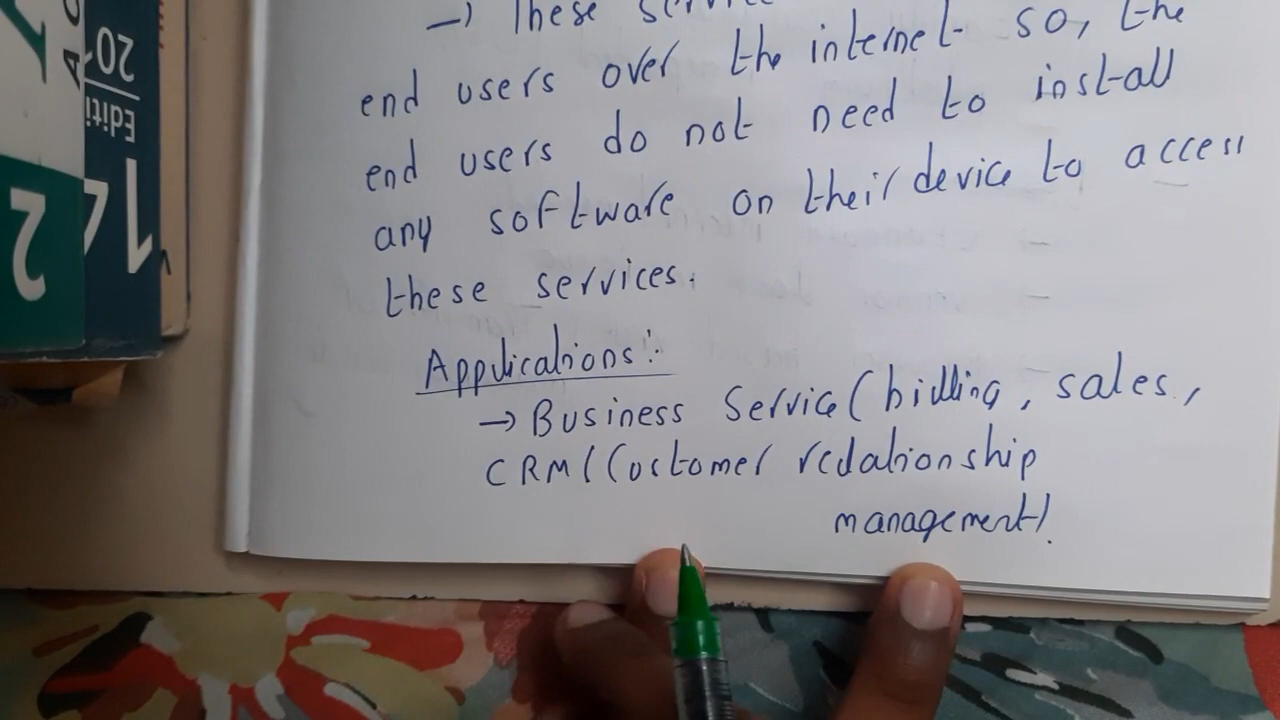 → These
end users over the internet. so, the
end users do not need to install
any software on their device to access
these services.
Applications:
→ Business Service (billing, sales,
CRM (Customer relationship
management).
20
Editi
14
2